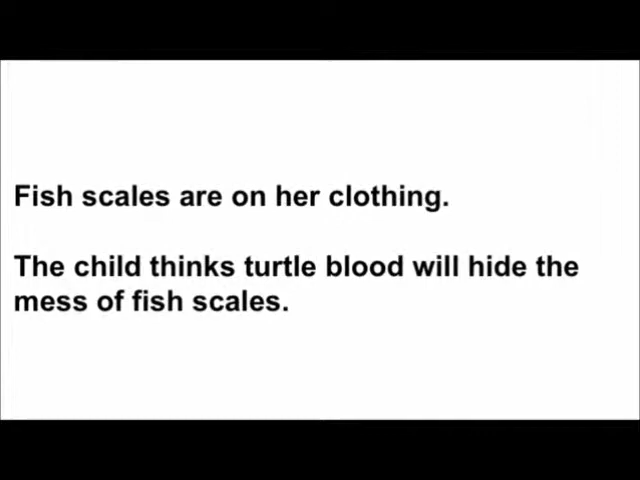 Fish scales are on her clothing.
The child thinks turtle blood will hide the
mess of fish scales.